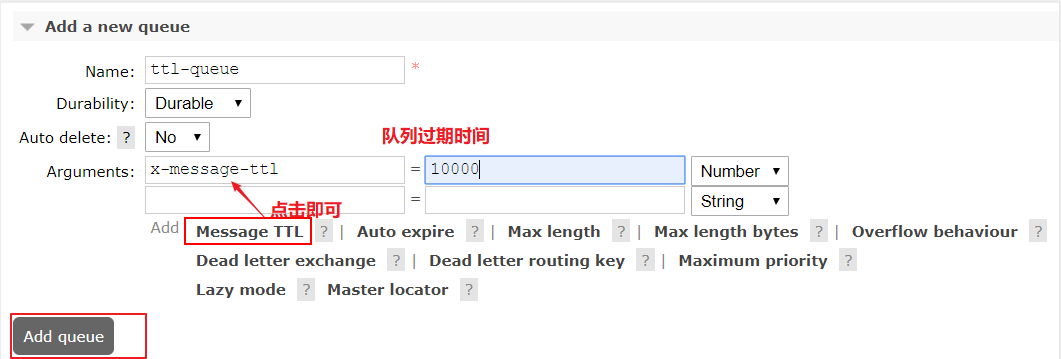 Add a new queue
Name: ttl-queue *
Durability: Durable
Auto delete: ? No
队列过期时间
Arguments: x-message-ttl = 10000 Number
= String
点击即可
Add Message TTL ? | Auto expire ? | Max length ? | Max length bytes ? | Overflow behaviour ?
Dead letter exchange ? | Dead letter routing key ? | Maximum priority ?
Lazy mode ? Master locator ?
Add queue